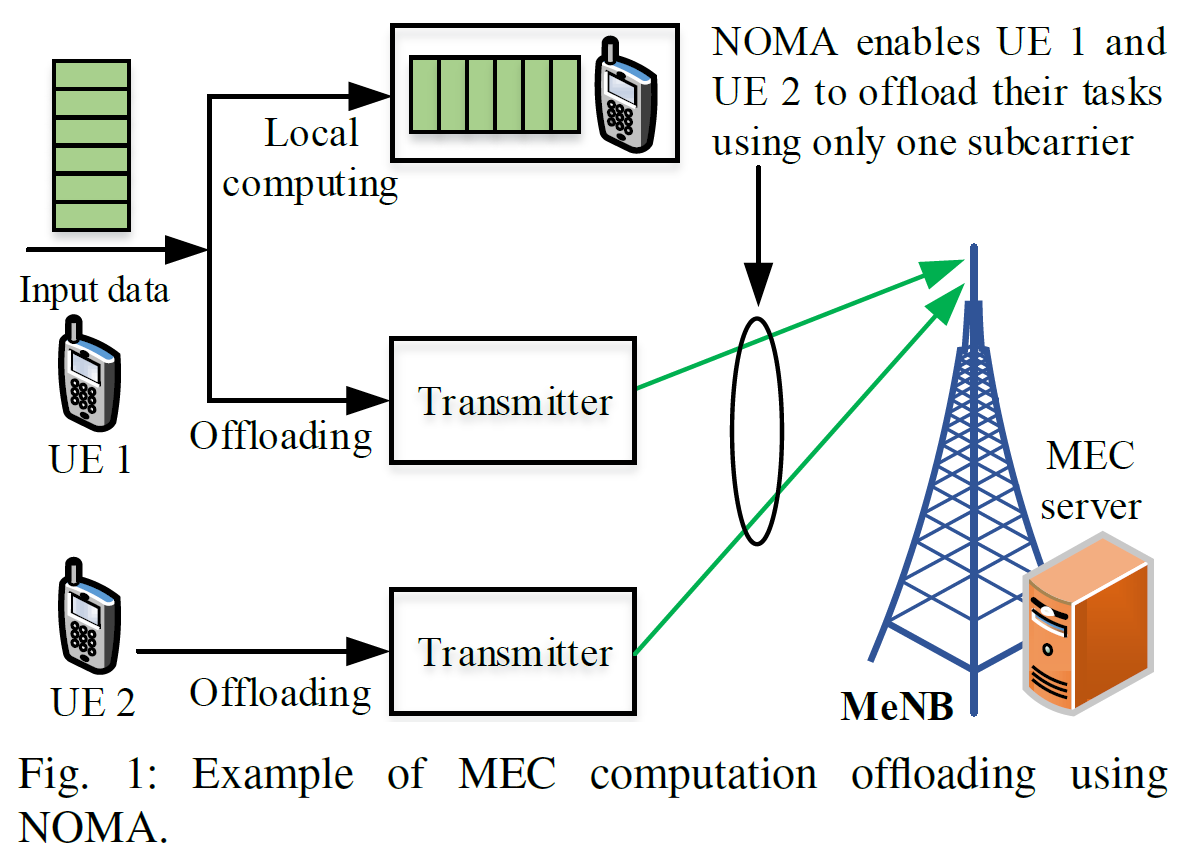 NOMA enables UE 1 and
UE 2 to offload their tasks
using only one subcarrier
Local
computing
Input data
UE 1
Offloading
Transmitter
MEC
server
UE 2
Offloading
Transmitter
MeNB
Fig. 1: Example of MEC computation offloading using
NOMA.